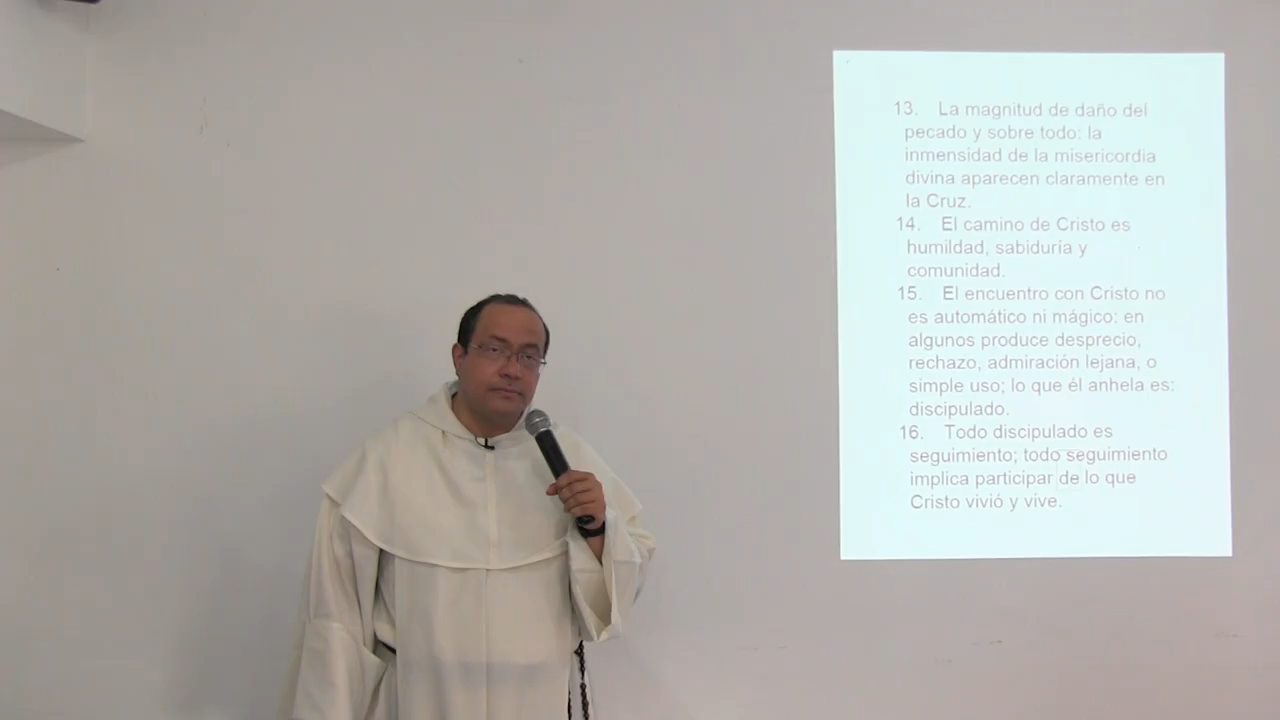 13. La magnitud de daño del
pecado y sobre todo: la
inmensidad de la misericordia
divina aparecen claramente en
la Cruz.
14. El camino de Cristo es
humildad, sabiduría y
comunidad.
15. El encuentro con Cristo no
es automático ni mágico: en
algunos produce desprecio,
rechazo, admiración lejana, o
simple uso; lo que él anhela es:
discipulado.
16. Todo discipulado es
seguimiento; todo seguimiento
implica participar de lo que
Cristo vivió y vive.